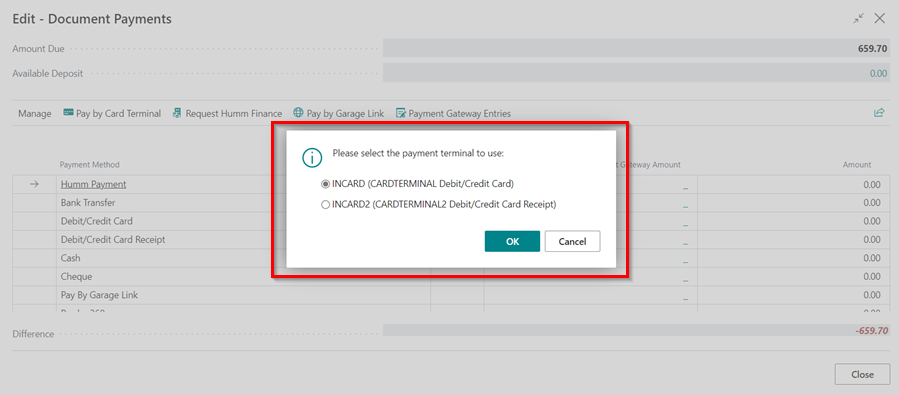 Edit - Document Payments
Amount Due 659.70
Available Deposit 0.00
Manage Pay by Card Terminal Request Humm Finance Pay by Garage Link Payment Gateway Entries
Please select the payment terminal to use:
Payment Method Gateway Amount Amount
INCARD (CARDTERMINAL Debit/Credit Card)
Humm Payment _ 0.00
INCARD2 (CARDTERMINAL2 Debit/Credit Card Receipt)
Bank Transfer _ 0.00
Debit/Credit Card _ 0.00
Debit/Credit Card Receipt _ 0.00
OK Cancel
Cash _ 0.00
Cheque _ 0.00
Pay By Garage Link _ 0.00
Difference -659.70
Close